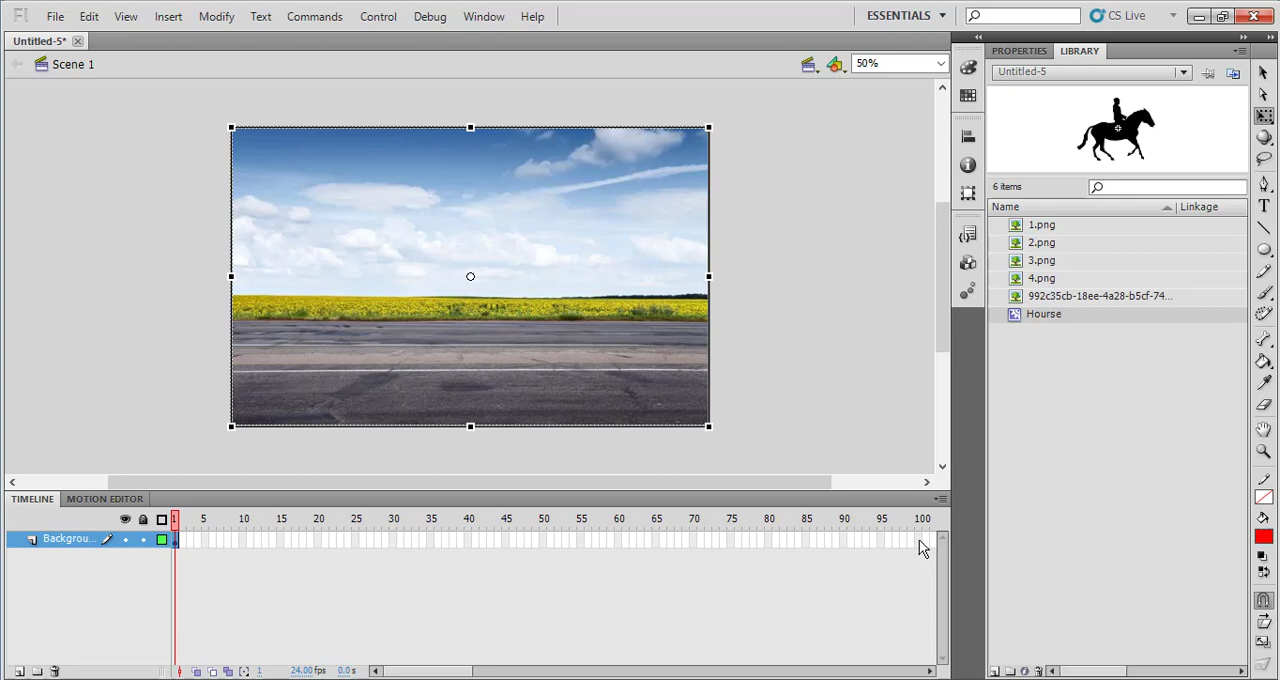 Fl File Edit View Insert Modify Text Commands Control Debug Window Help ESSENTIALS CS Live
Untitled-5*
Scene 1 50%
PROPERTIES LIBRARY
Untitled-5
6 items
Name Linkage
1.png
2.png
3.png
4.png
992c35cb-18ee-4a28-b5cf-74...
Hourse
TIMELINE MOTION EDITOR
1 5 10 15 20 25 30 35 40 45 50 55 60 65 70 75 80 85 90 95 100
Backgrou...
1 24.00 fps 0.0 s